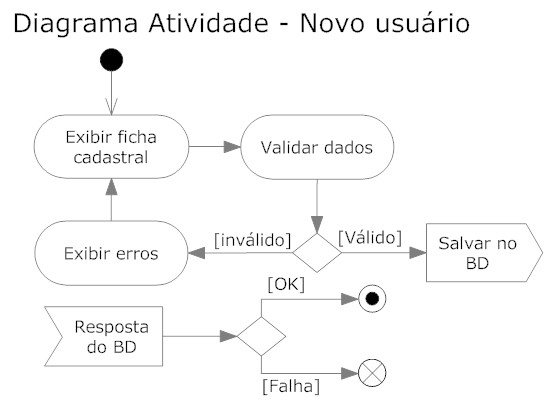 Diagrama Atividade - Novo usuário
Exibir ficha
cadastral
Validar dados
Exibir erros
[inválido]
[Válido]
Salvar no
BD
Resposta
do BD
[OK]
[Falha]